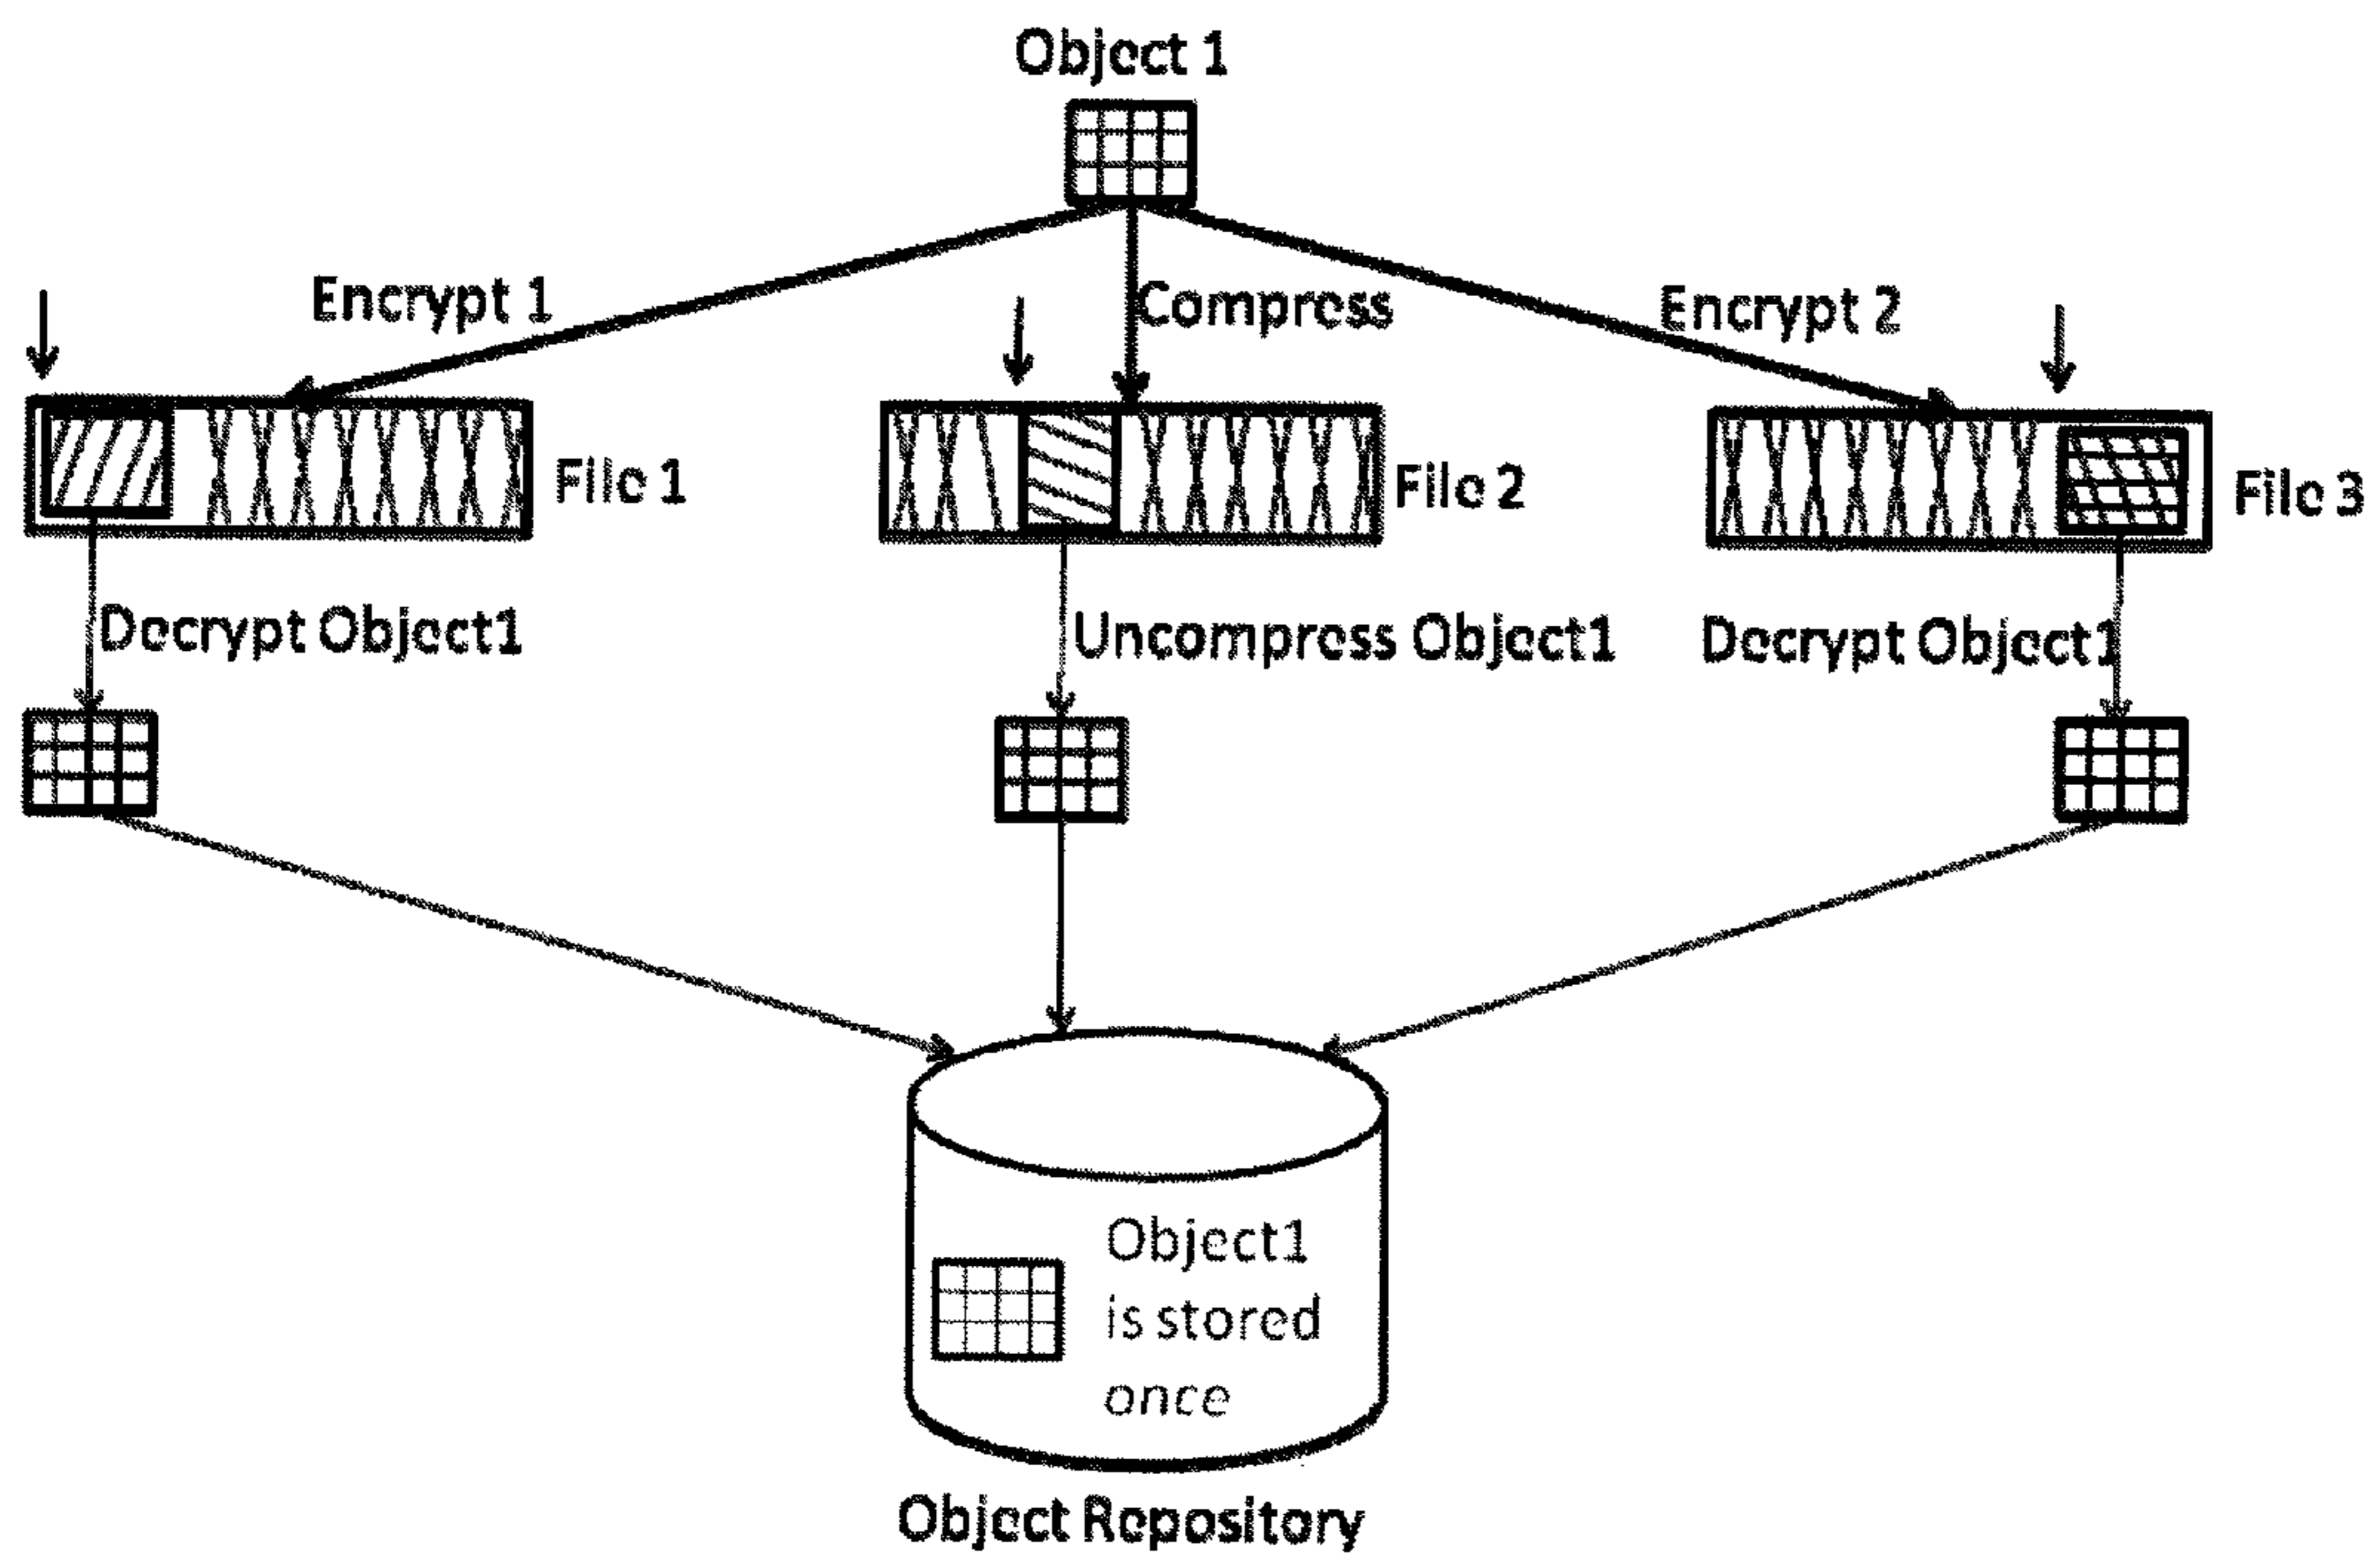 Object 1
Encrypt 1
Compress
Encrypt 2
File 1
File 2
File 3
Decrypt Object1
Uncompress Object1
Decrypt Object1
Object1
is stored
once
Object Repository